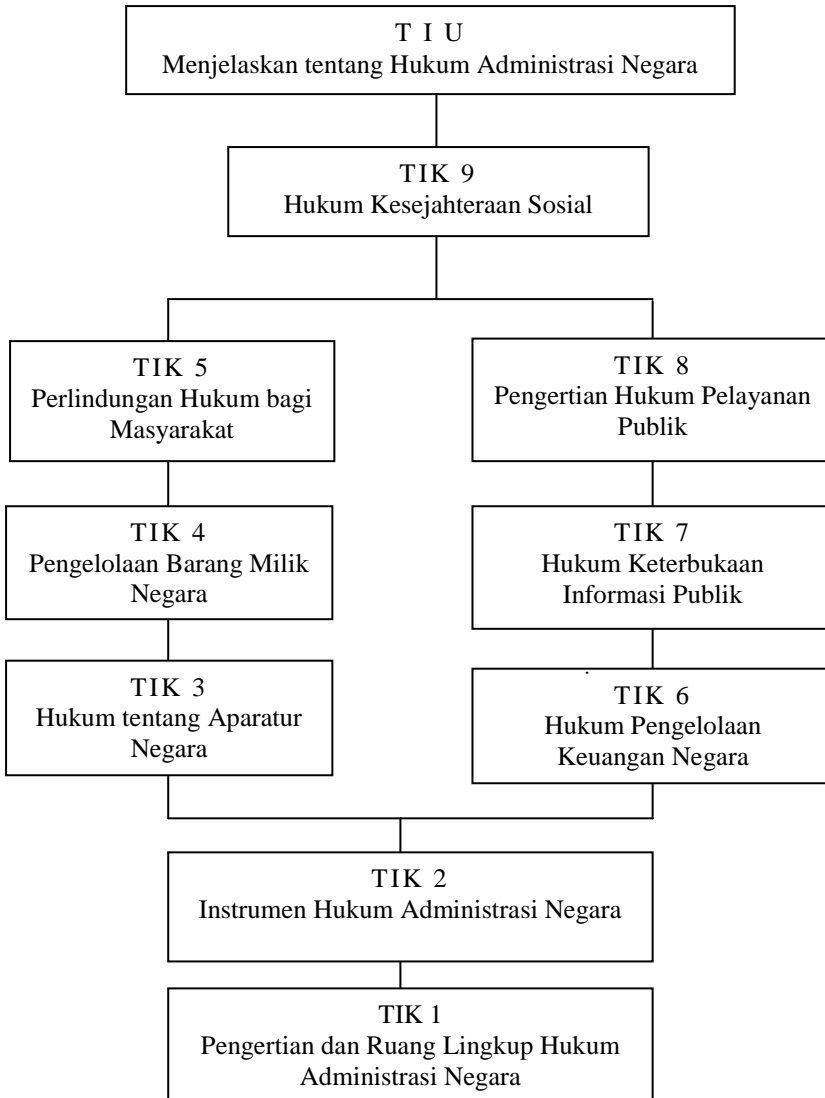 T I U
Menjelaskan tentang Hukum Administrasi Negara
TIK 9
Hukum Kesejahteraan Sosial
TIK 5
Perlindungan Hukum bagi
Masyarakat
TIK 8
Pengertian Hukum Pelayanan
Publik
TIK 4
Pengelolaan Barang Milik
Negara
TIK 7
Hukum Keterbukaan
Informasi Publik
TIK 3
Hukum tentang Aparatur
Negara
TIK 6
Hukum Pengelolaan
Keuangan Negara
TIK 2
Instrumen Hukum Administrasi Negara
TIK 1
Pengertian dan Ruang Lingkup Hukum
Administrasi Negara